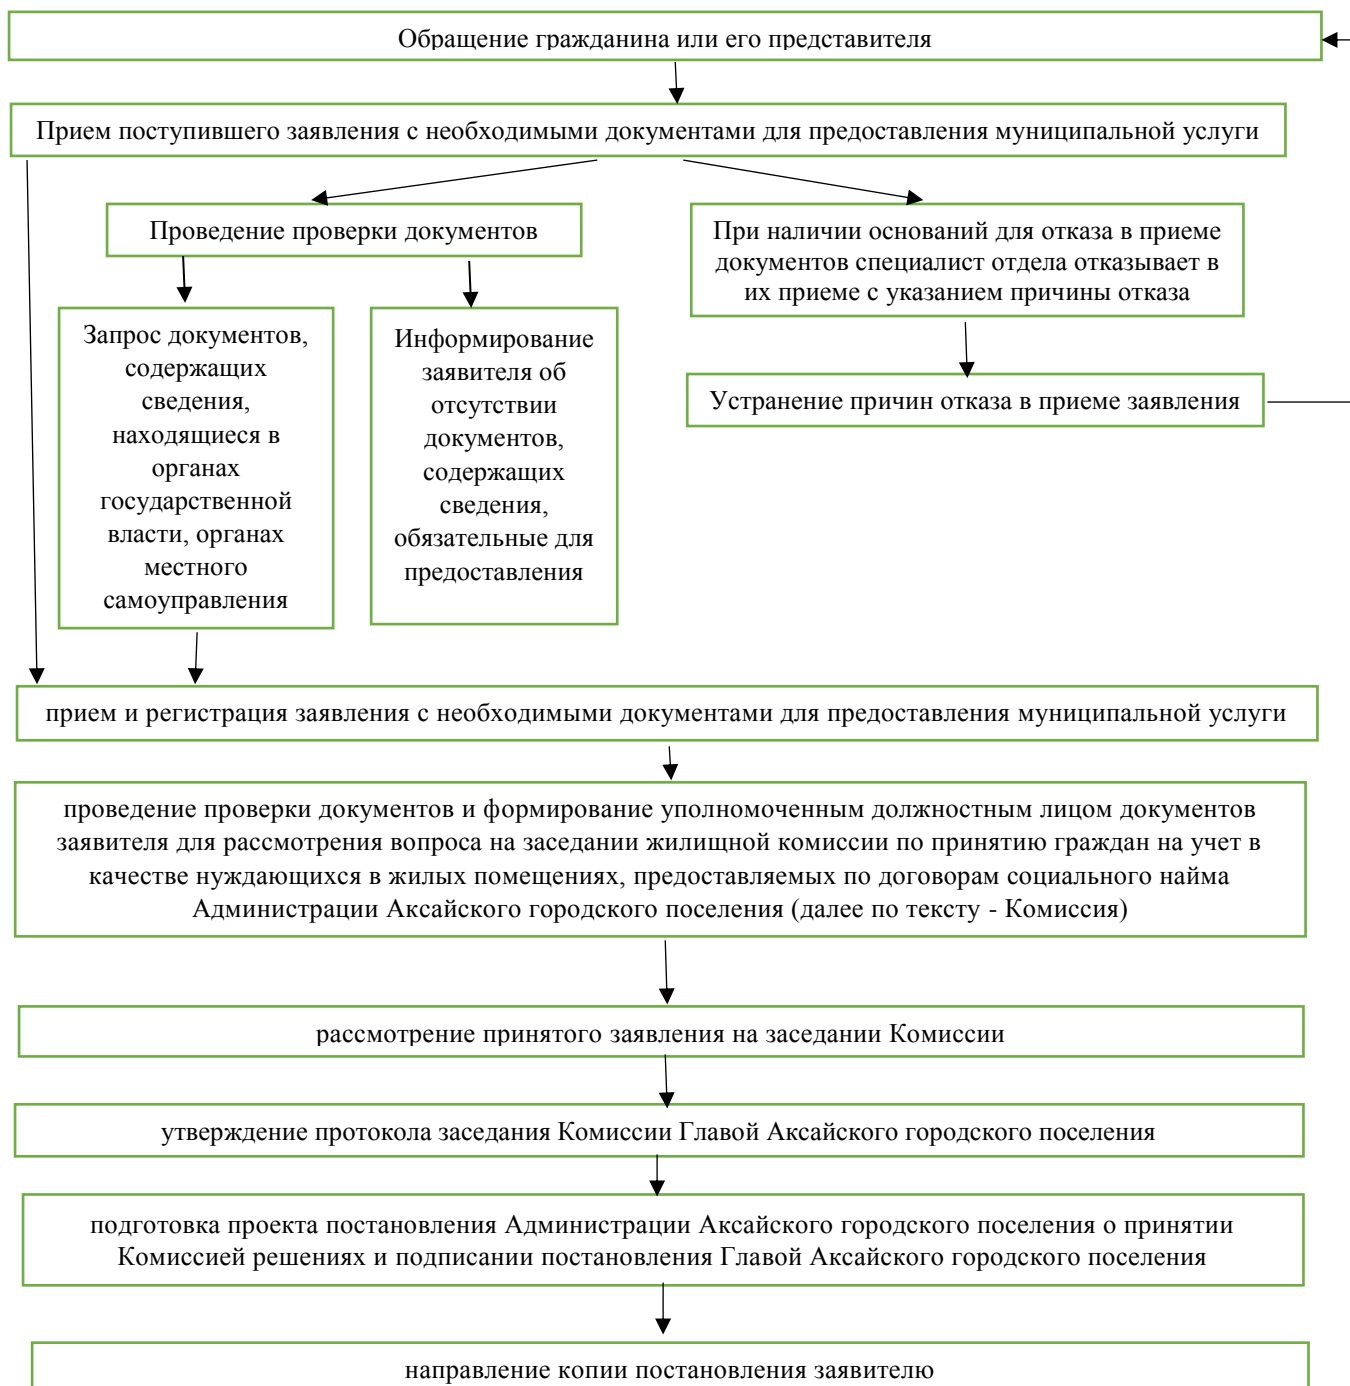 Обращение гражданина или его представителя
Прием поступившего заявления с необходимыми документами для предоставления муниципальной услуги
Проведение проверки документов
При наличии оснований для отказа в приеме
документов специалист отдела отказывает в
их приеме с указанием причины отказа
Запрос документов,
содержащих
сведения,
находящиеся в
органах
государственной
власти, органах
местного
самоуправления
Информирование
заявителя об
отсутствии
документов,
содержащих
сведения,
обязательные для
предоставления
Устранение причин отказа в приеме заявления
прием и регистрация заявления с необходимыми документами для предоставления муниципальной услуги
проведение проверки документов и формирование уполномоченным должностным лицом документов
заявителя для рассмотрения вопроса на заседании жилищной комиссии по принятию граждан на учет в
качестве нуждающихся в жилых помещениях, предоставляемых по договорам социального найма
Администрации Аксайского городского поселения (далее по тексту - Комиссия)
рассмотрение принятого заявления на заседании Комиссии
утверждение протокола заседания Комиссии Главой Аксайского городского поселения
подготовка проекта постановления Администрации Аксайского городского поселения о принятии
Комиссией решениях и подписании постановления Главой Аксайского городского поселения
направление копии постановления заявителю